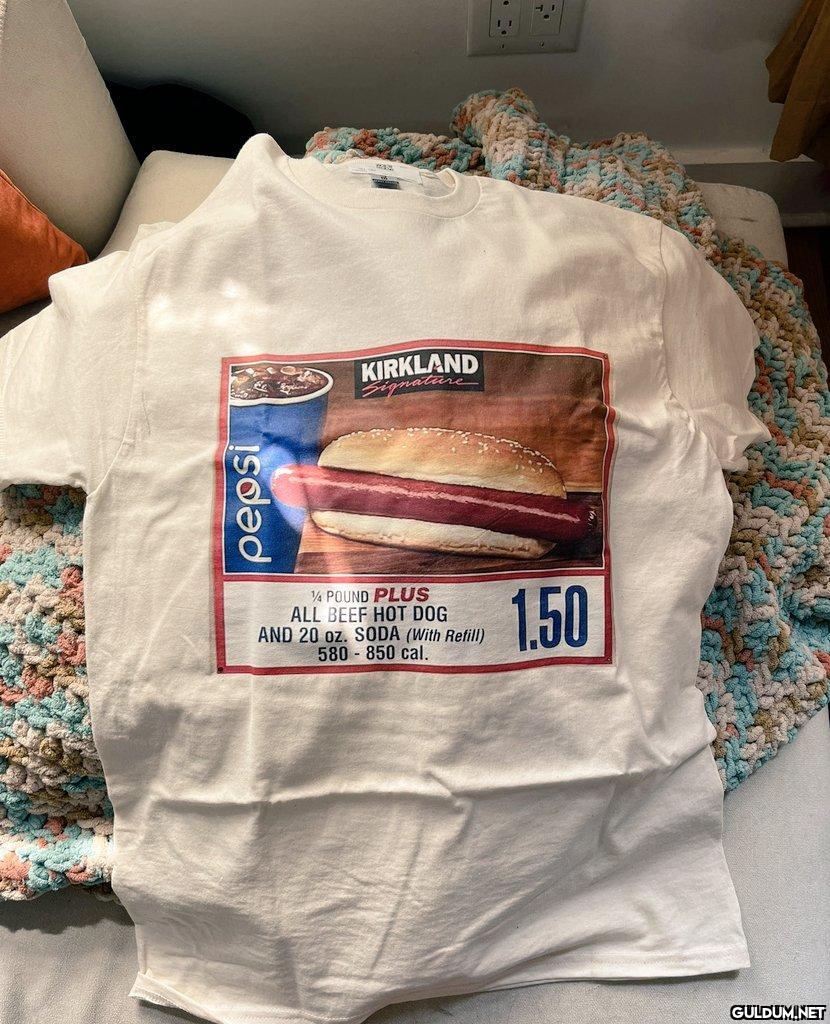 KIRKLAND
Signature
pepsi
¼ POUND PLUS
ALL BEEF HOT DOG
AND 20 oz. SODA (With Refill)
580 - 850 cal.
1.50
GULDUM.NET